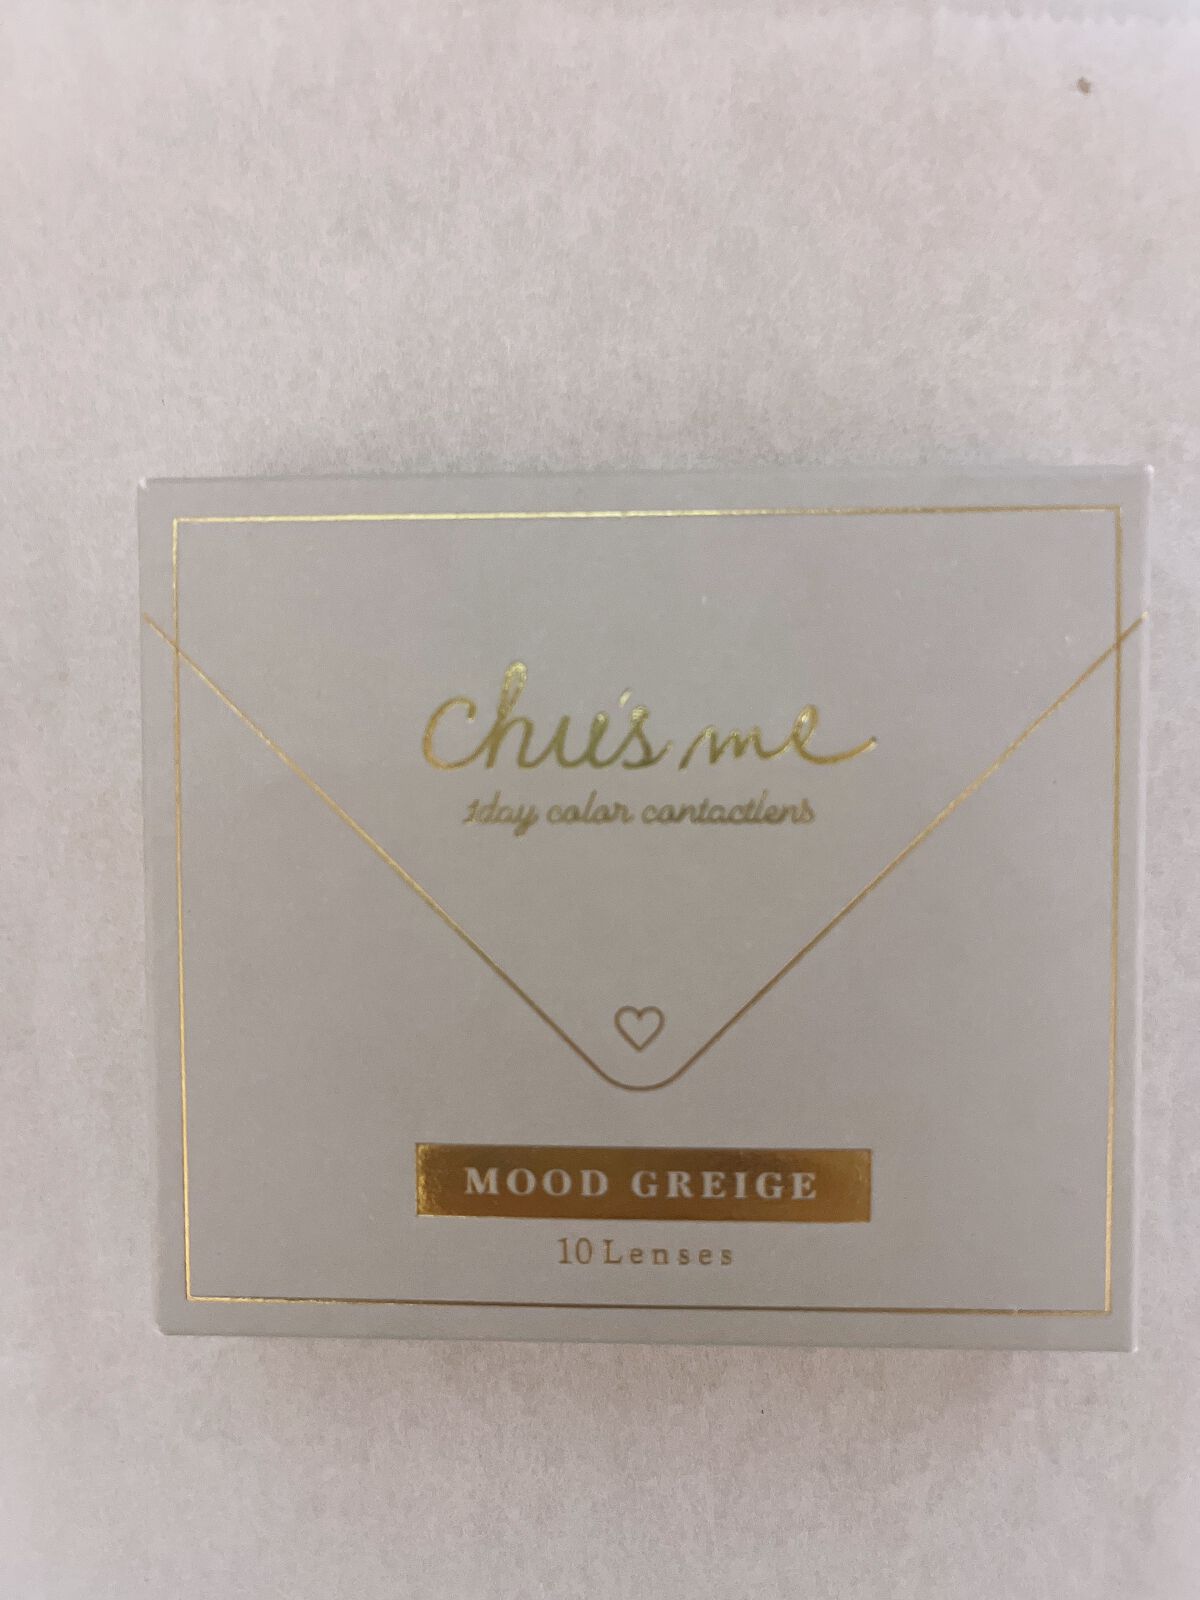 chu's me
1day color contactlens
MOOD GREIGE
10 Lenses